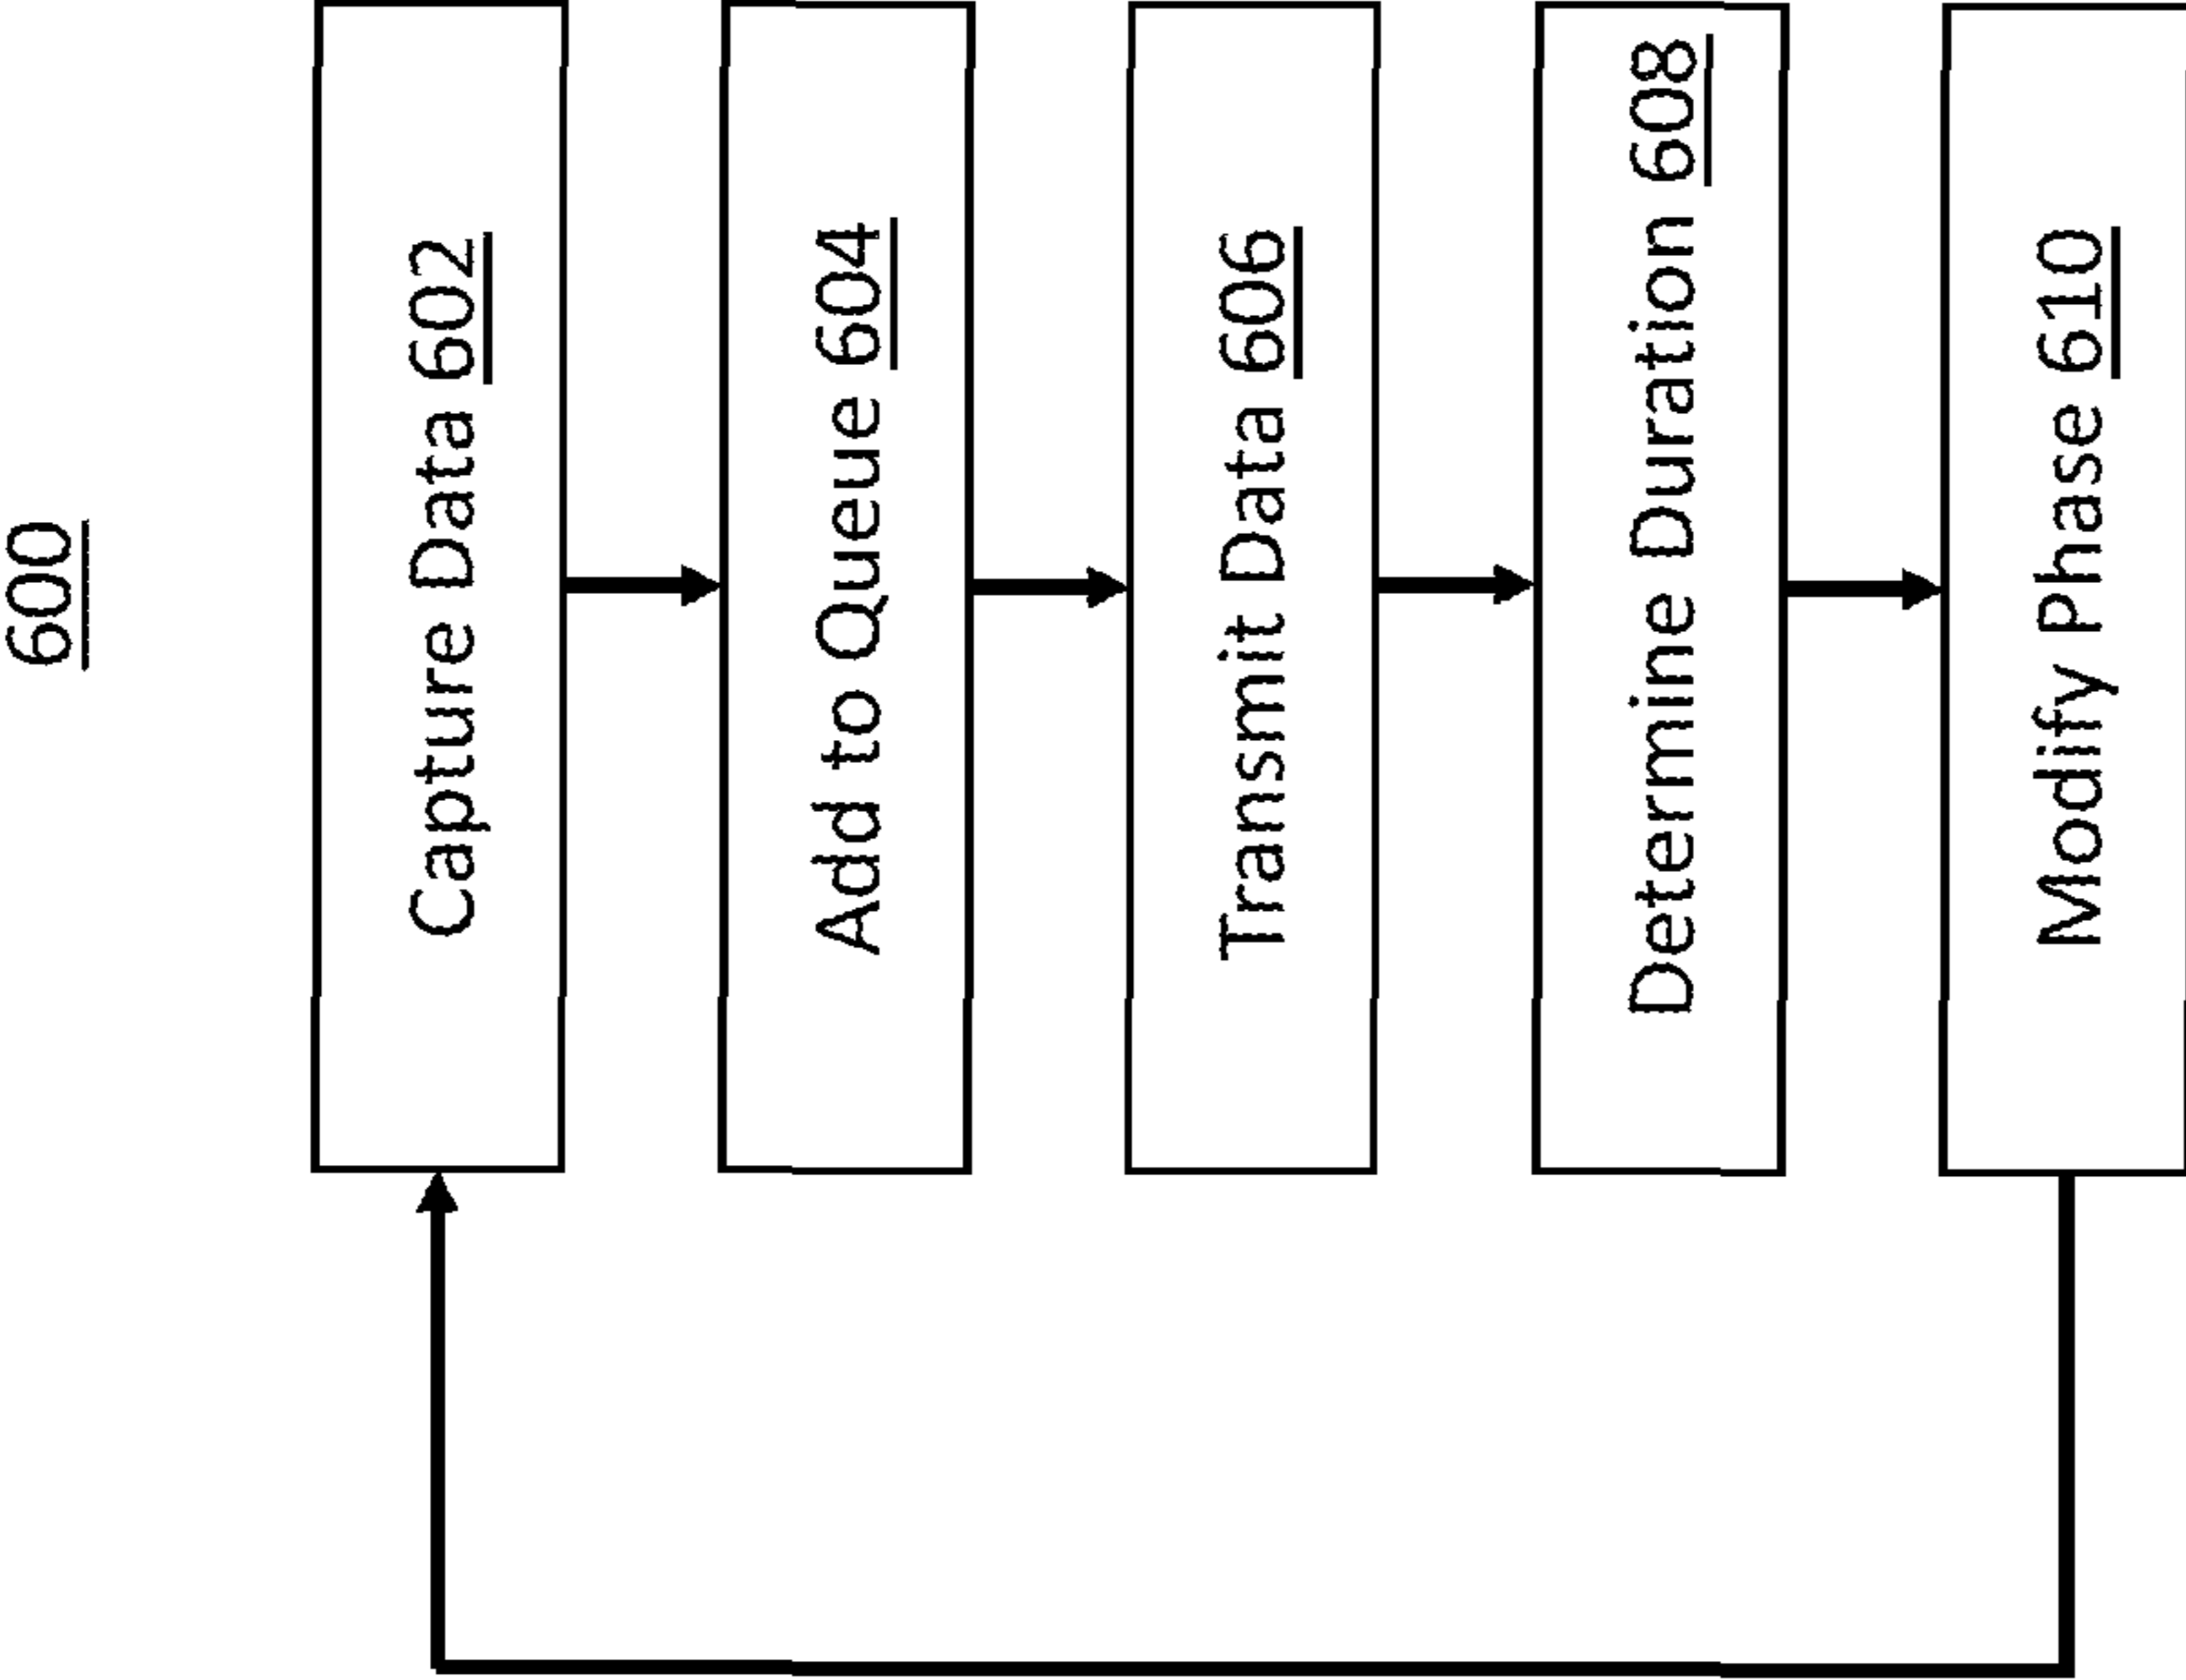 600
Capture Data 602
Add to Queue 604
Transmit Data 606
Determine Duration 608
Modify Phase 610